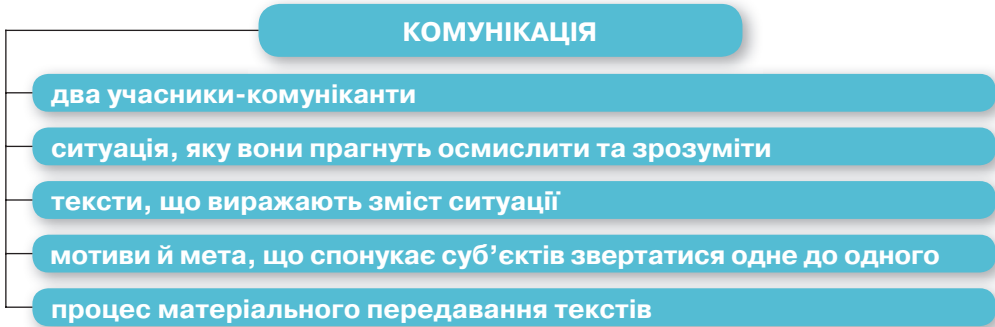 КОМУНІКАЦІЯ
два учасники-комуніканти
ситуація, яку вони прагнуть осмислити та зрозуміти
тексти, що виражають зміст ситуації
мотиви й мета, що спонукає суб’єктів звертатися одне до одного
процес матеріального передавання текстів